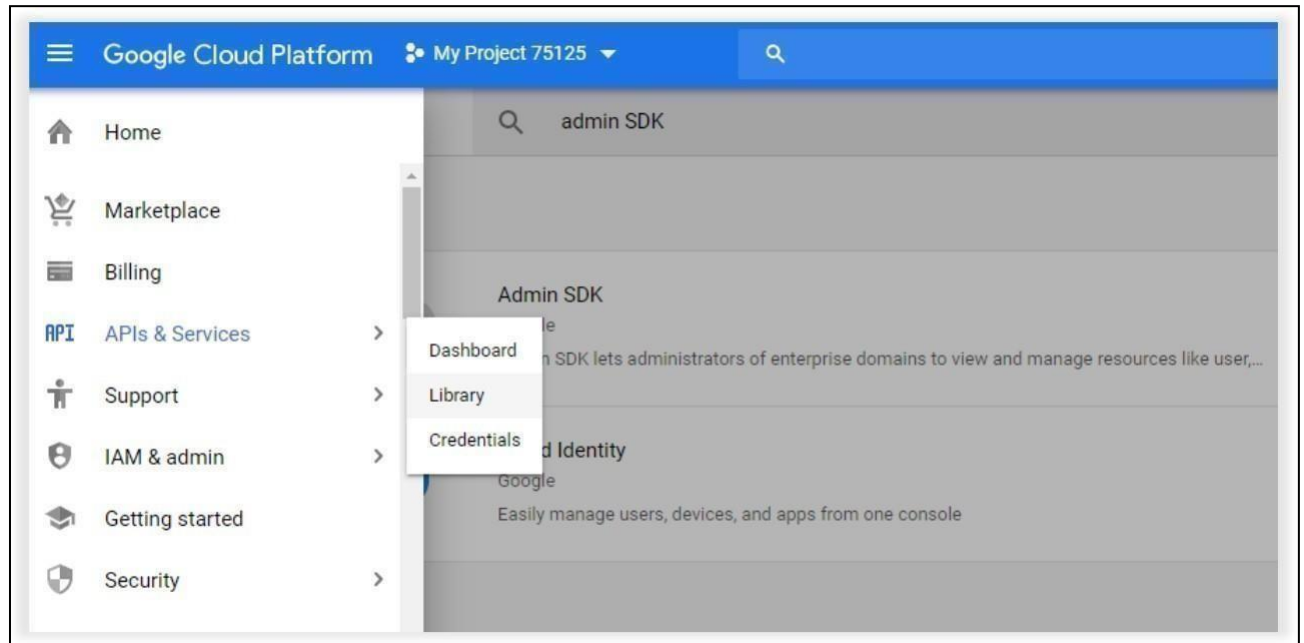 Google Cloud Platform My Project 75125
Home
Marketplace
Billing
API APIs & Services
Support
IAM & admin
Getting started
Security
Dashboard
Library
Credentials
admin SDK
Admin SDK
le
n SDK lets administrators of enterprise domains to view and manage resources like user,...
d Identity
Google
Easily manage users, devices, and apps from one console